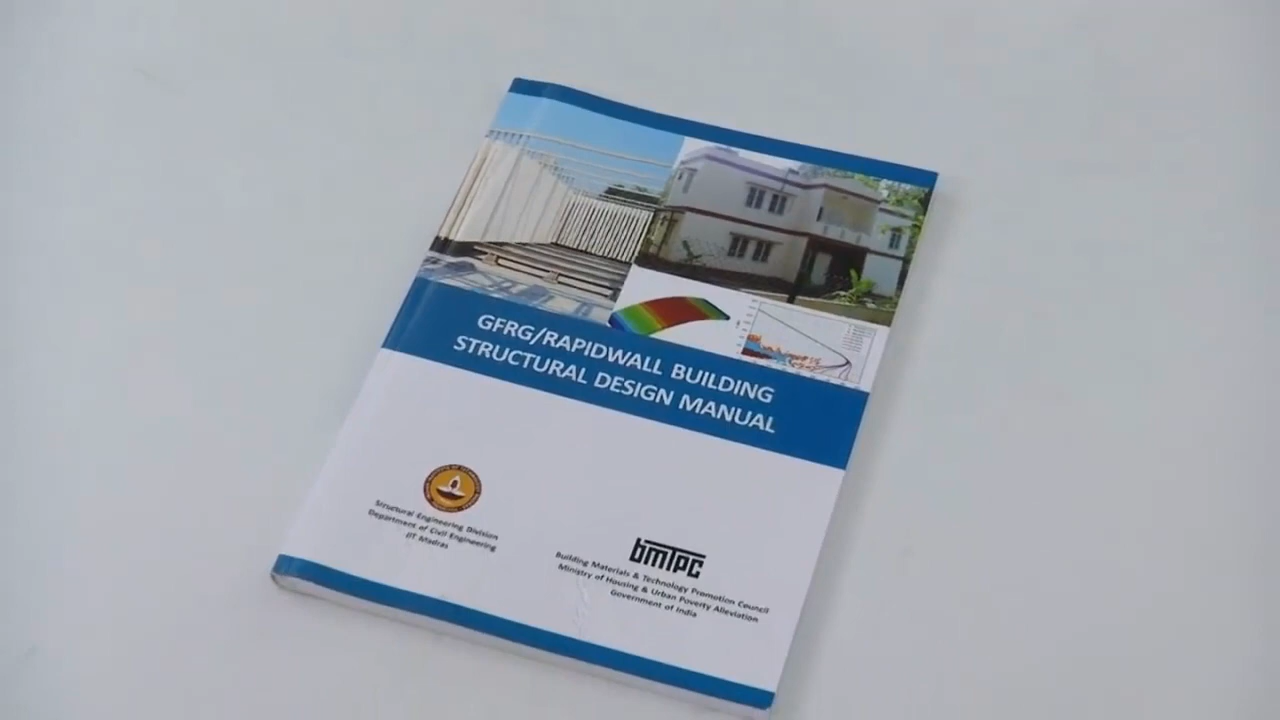 GFRG/RAPIDWALL BUILDING
STRUCTURAL DESIGN MANUAL
Structural Engineering Division
Department of Civil Engineering
IIT Madras
bmTPC
Building Materials & Technology Promotion Council
Ministry of Housing & Urban Poverty Alleviation
Government of India